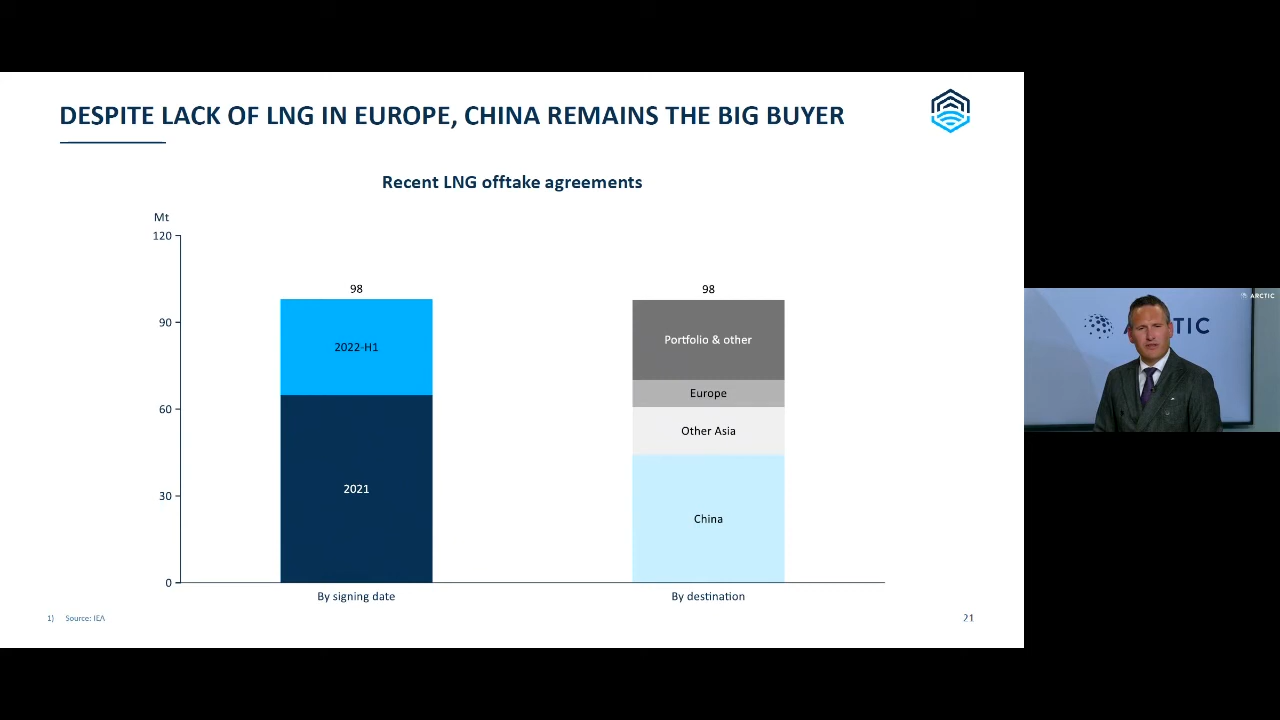 DESPITE LACK OF LNG IN EUROPE, CHINA REMAINS THE BIG BUYER
Recent LNG offtake agreements
Mt
120
90
60
30
0
98
2022-H1
2021
By signing date
98
Portfolio & other
Europe
Other Asia
China
By destination
1) Source: IEA
21
ARCTIC
TIC